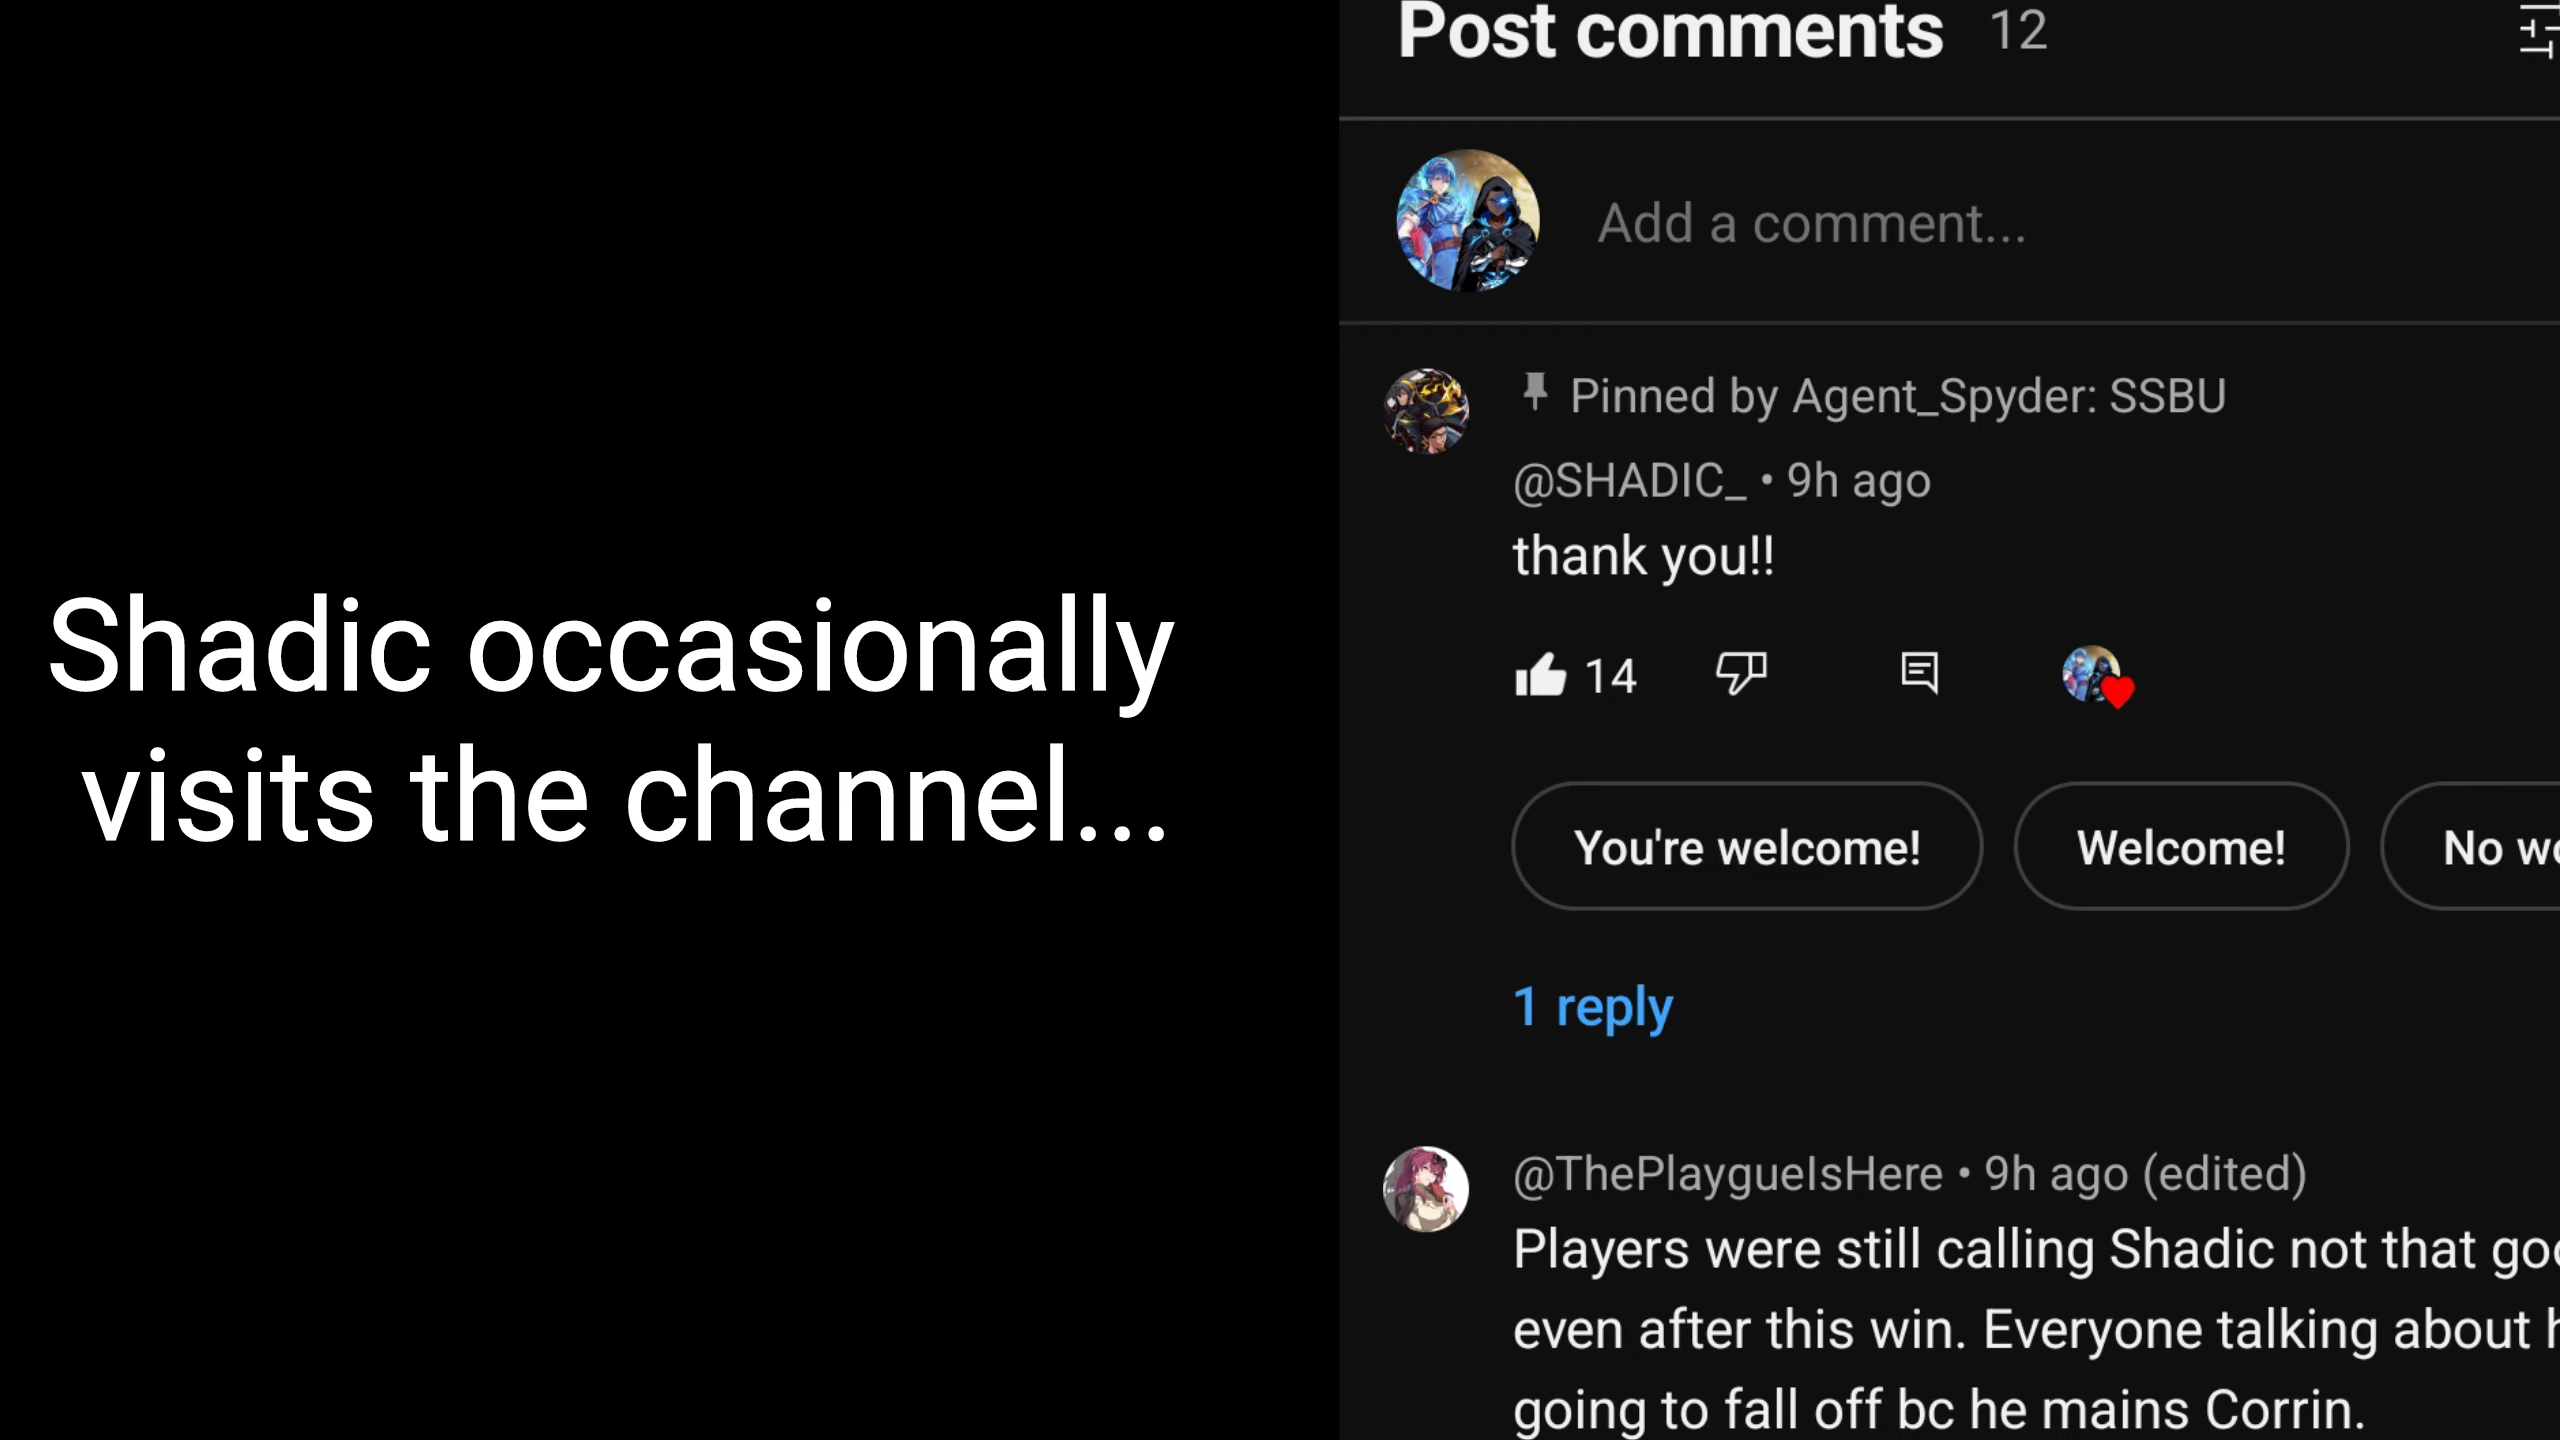 Shadic occasionally
visits the channel...
Post comments 12
Add a comment...
Pinned by Agent_Spyder: SSBU
@SHADIC_ • 9h ago
thank you!!
14
You're welcome!
Welcome!
No
1 reply
@ThePlaygueIsHere • 9h ago (edited)
Players were still calling Shadic not that
even after this win. Everyone talking about
going to fall off bc he mains Corrin.